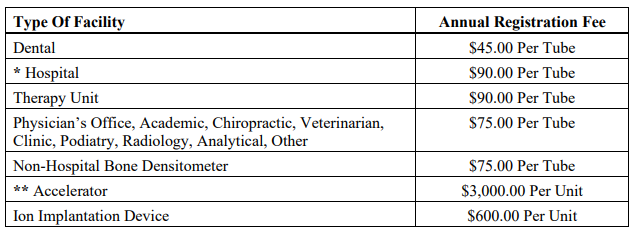 Type Of Facility Annual Registration Fee
Dental $45.00 Per Tube
* Hospital $90.00 Per Tube
Therapy Unit $90.00 Per Tube
Physician’s Office, Academic, Chiropractic, Veterinarian, $75.00 Per Tube
Clinic, Podiatry, Radiology, Analytical, Other
Non-Hospital Bone Densitometer $75.00 Per Tube
** Accelerator $3,000.00 Per Unit
Ion Implantation Device $600.00 Per Unit